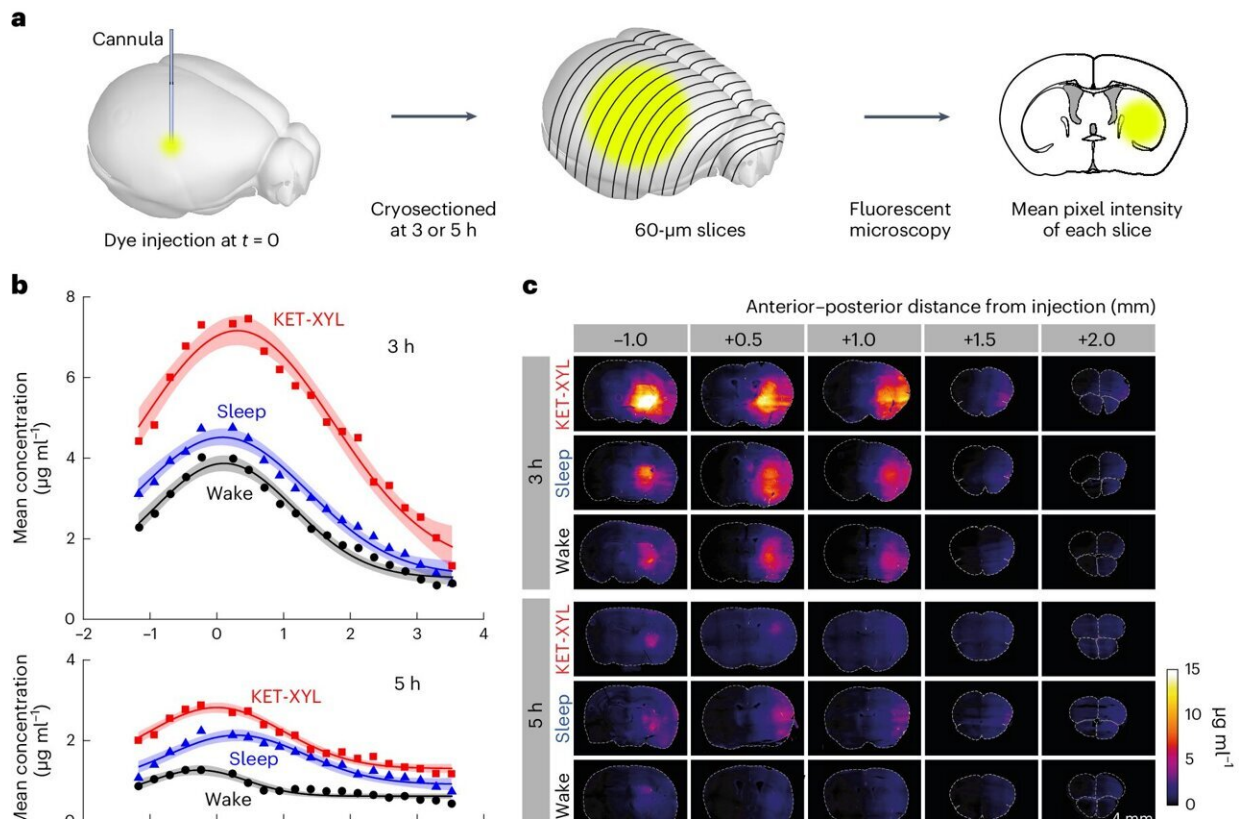 a
Cannula
Dye injection at t = 0
Cryosectioned
at 3 or 5 h
60-µm slices
Fluorescent
microscopy
Mean pixel intensity
of each slice
b
8
6
4
2
0
Mean concentration
(µg ml⁻¹)
KET-XYL
3 h
Sleep
Wake
−2
−1
0
1
2
3
4
4
2
0
Mean concentration
(µg ml⁻¹)
KET-XYL
5 h
Sleep
Wake
c
Anterior–posterior distance from injection (mm)
−1.0
+0.5
+1.0
+1.5
+2.0
3 h
KET-XYL
Sleep
Wake
5 h
KET-XYL
Sleep
Wake
15
10
5
0
µg ml⁻¹
4 mm